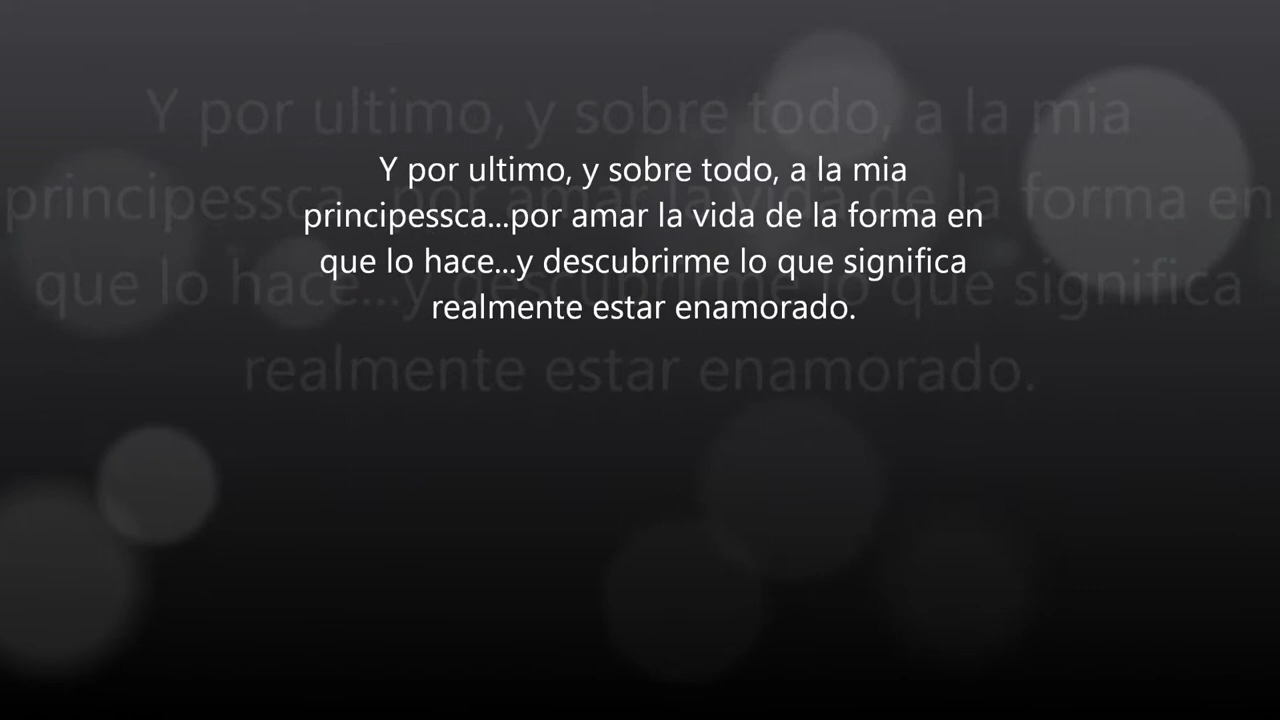 Y por ultimo, y sobre todo, a la mia
principessca...por amar la vida de la forma en
que lo hace...y descubrirme lo que significa
realmente estar enamorado.